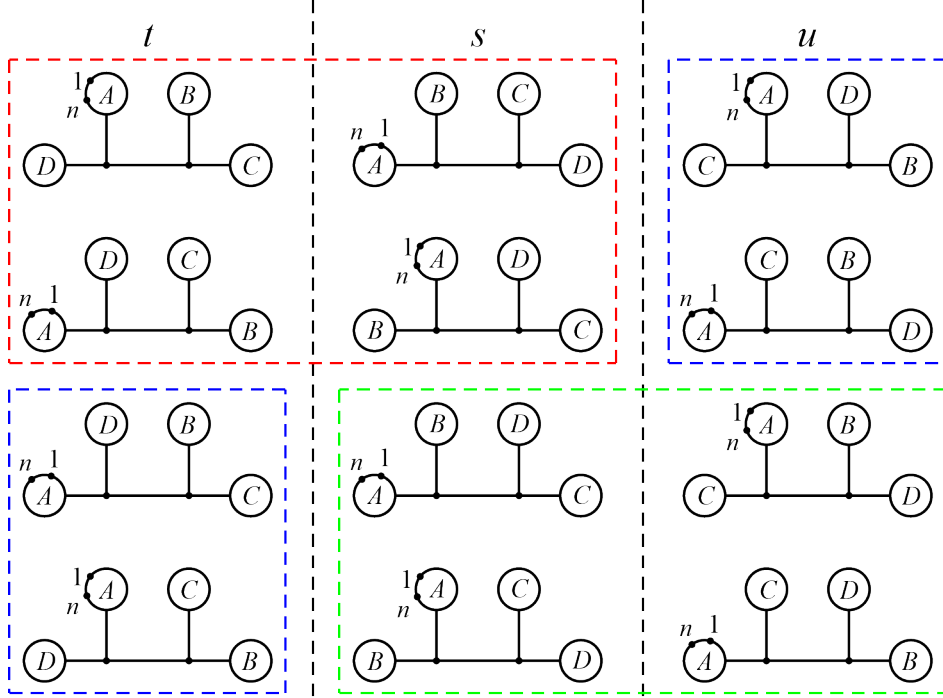 t s u
1 A B B C 1 A D
n n 1 n
D C A D C B
D C 1 A D C B
n 1 n n 1
A B B C A D
D B B D 1 A B
n 1 n 1 n
A C A C C D
1 A C 1 A C C D
n n n 1
D B B D A B